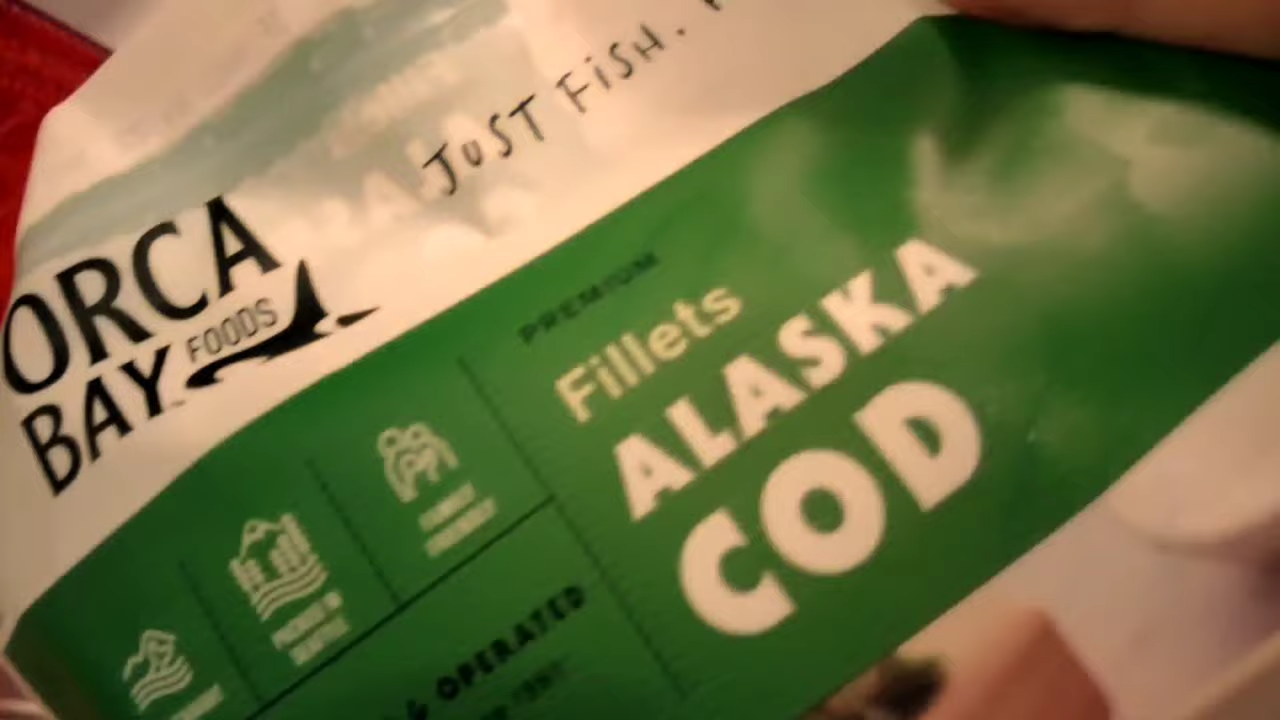 JUST FISH.
ORCA
BAY FOODS
PREMIUM
Fillets
ALASKA
COD
& OPERATED